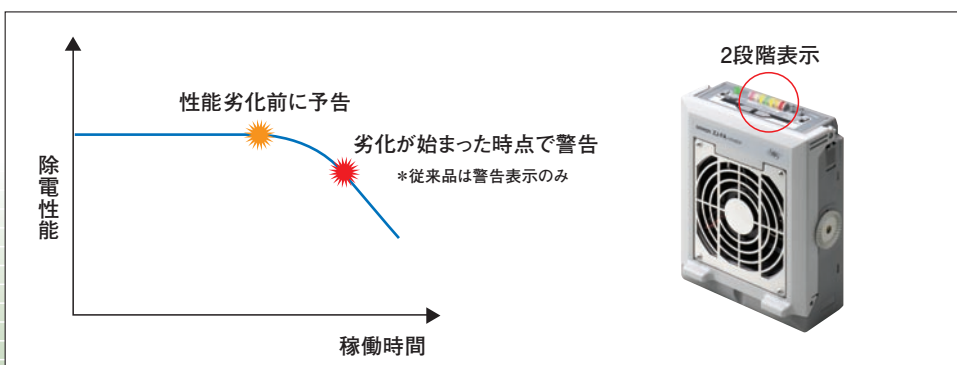 2段階表示
性能劣化前に予告
劣化が始まった時点で警告
*従来品は警告表示のみ
除電性能
稼働時間